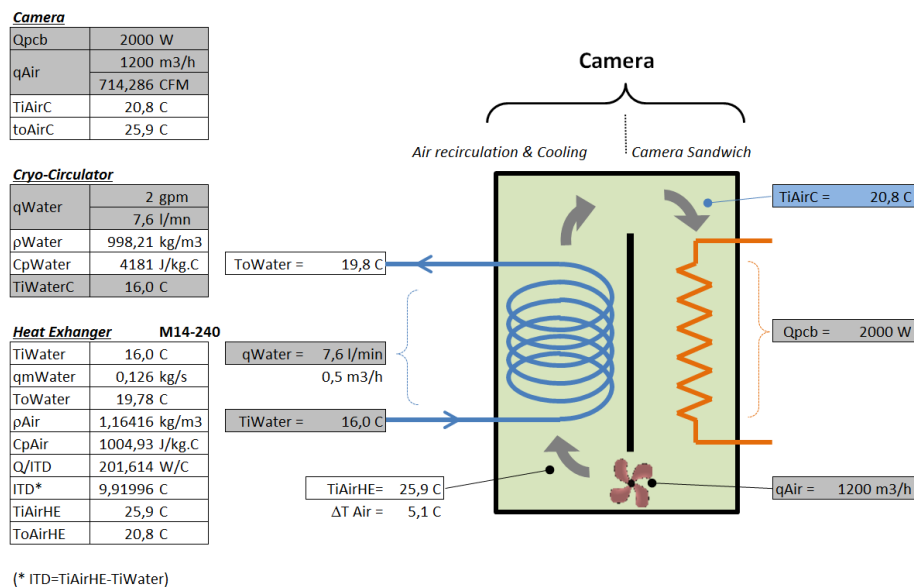 Camera
Qpcb 2000 W
qAir 1200 m3/h
714,286 CFM
TiAirC 20,8 C
toAirC 25,9 C
Cryo-Circulator
qWater 2 gpm
7,6 l/mn
ρWater 998,21 kg/m3
CpWater 4181 J/kg.C
TiWaterC 16,0 C
Heat Exhanger M14-240
TiWater 16,0 C
qmWater 0,126 kg/s
ToWater 19,78 C
ρAir 1,16416 kg/m3
CpAir 1004,93 J/kg.C
Q/ITD 201,614 W/C
ITD* 9,91996 C
TiAirHE 25,9 C
ToAirHE 20,8 C
(* ITD=TiAirHE-TiWater)
Camera
Air recirculation & Cooling
Camera Sandwich
TiAirC = 20,8 C
ToWater = 19,8 C
qWater = 7,6 l/min
0,5 m3/h
Qpcb = 2000 W
TiWater = 16,0 C
TiAirHE= 25,9 C
ΔT Air = 5,1 C
qAir = 1200 m3/h